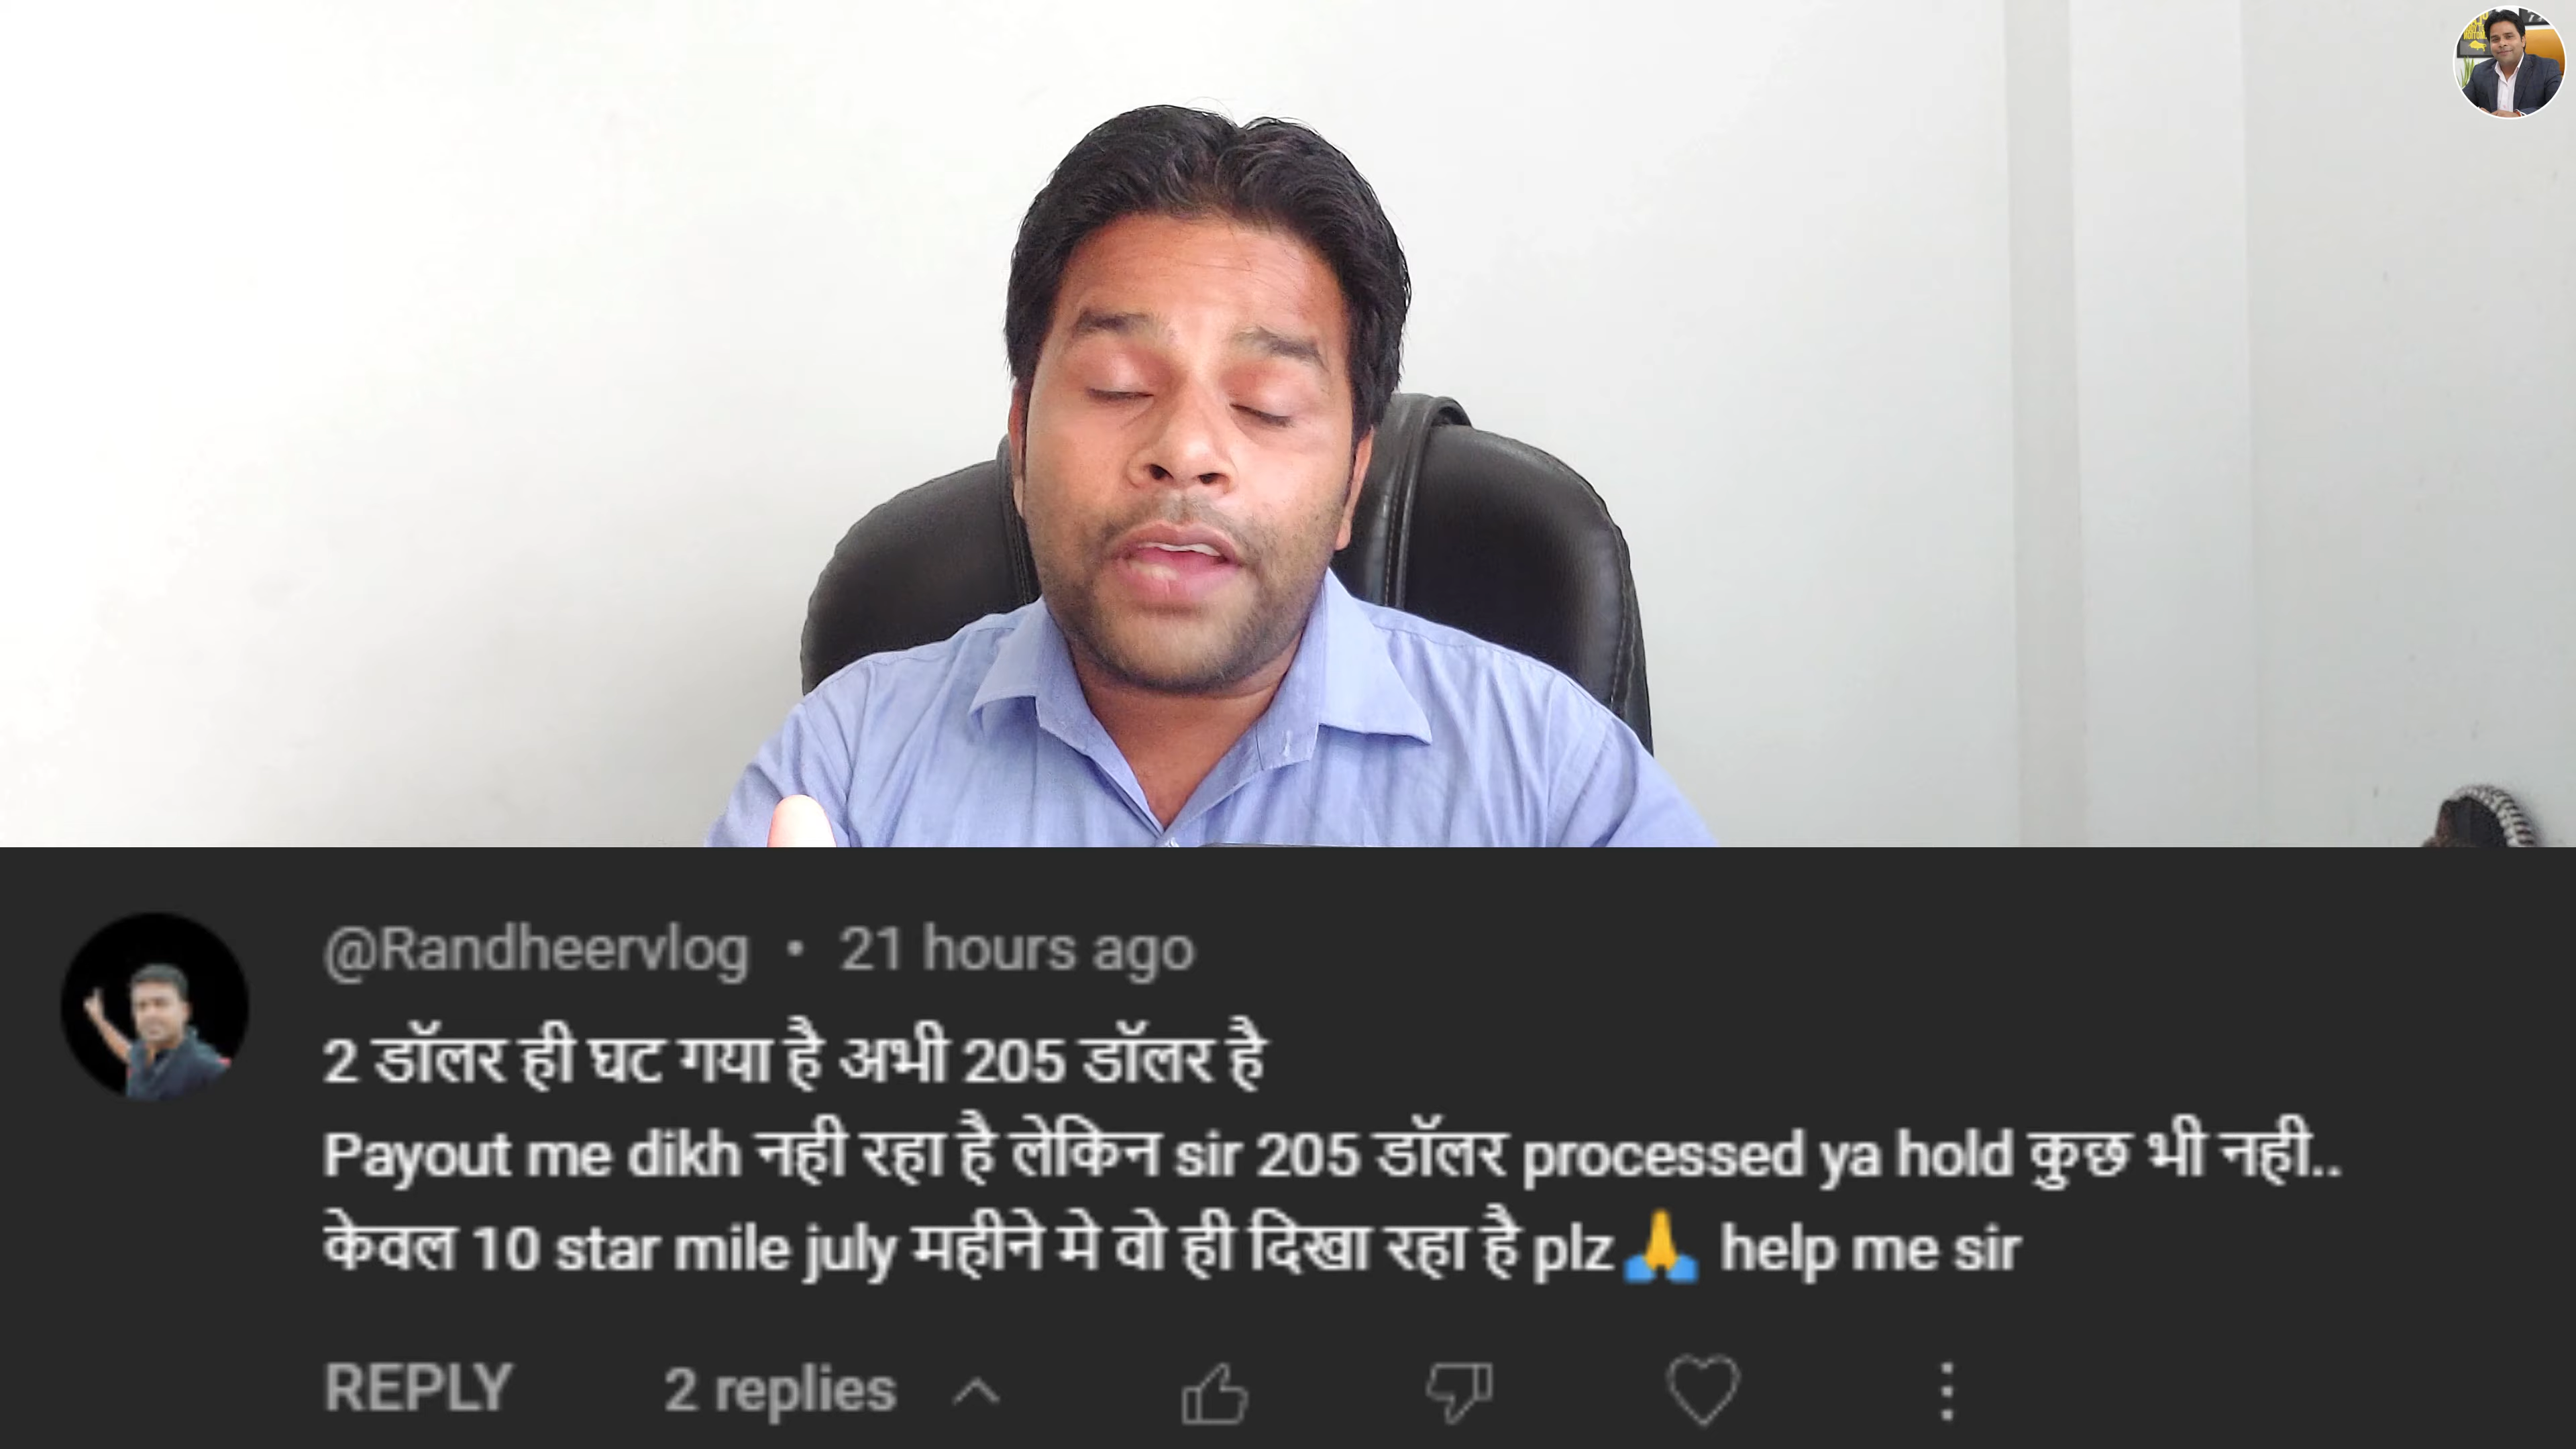 @Randheervlog • 21 hours ago
2 डॉलर ही घट गया है अभी 205 डॉलर है
Payout me dikh नही रहा है लेकिन sir 205 डॉलर processed ya hold कुछ भी नही..
केवल 10 star mile july महीने मे वो ही दिखा रहा है plz🙏 help me sir
REPLY 2 replies